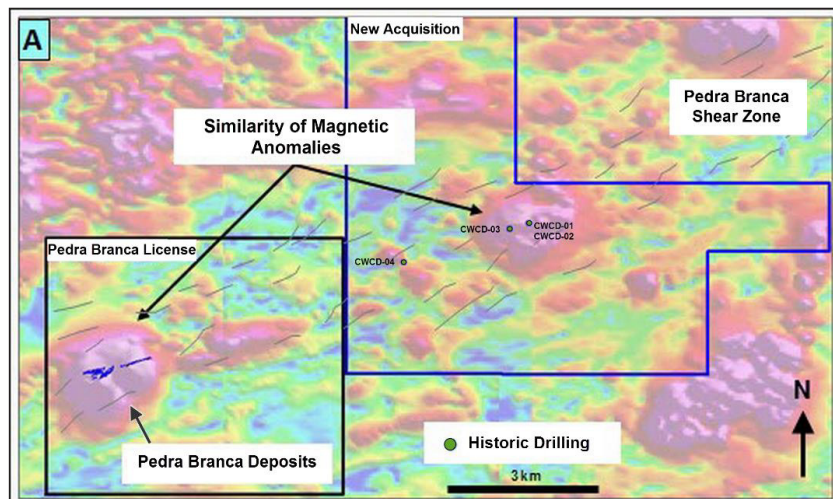 A
New Acquisition
Pedra Branca
Shear Zone
Similarity of Magnetic
Anomalies
CWCD-03
CWCD-01
CWCD-02
CWCD-04
Pedra Branca License
N
Historic Drilling
Pedra Branca Deposits
3km